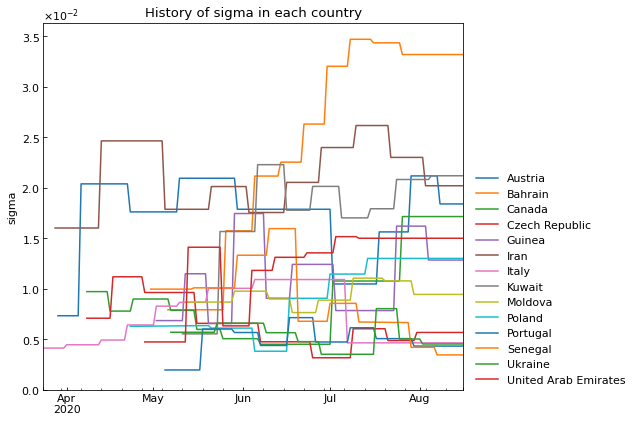 History of sigma in each country
×10⁻²
3.5
3.0
2.5
2.0
1.5
1.0
0.5
0.0
sigma
Apr
2020
May
Jun
Jul
Aug
Austria
Bahrain
Canada
Czech Republic
Guinea
Iran
Italy
Kuwait
Moldova
Poland
Portugal
Senegal
Ukraine
United Arab Emirates